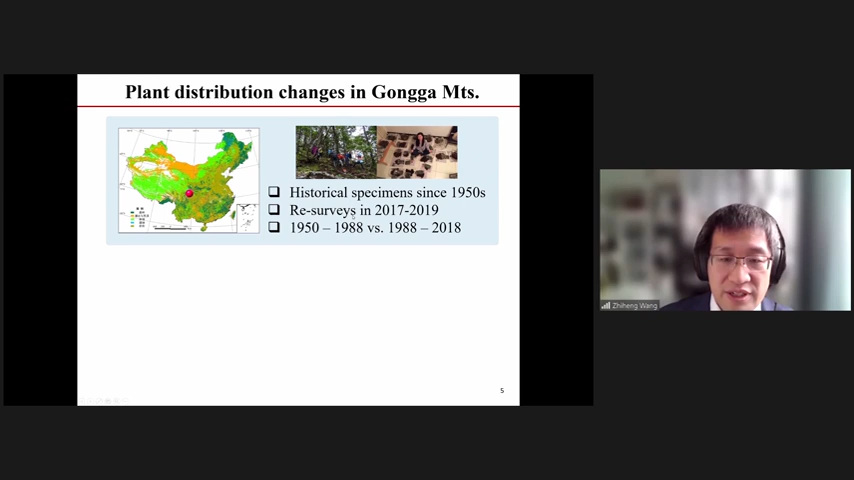 Plant distribution changes in Gongga Mts.
Historical specimens since 1950s
Re-surveys in 2017-2019
1950 – 1988 vs. 1988 – 2018
5
Zhiheng Wang